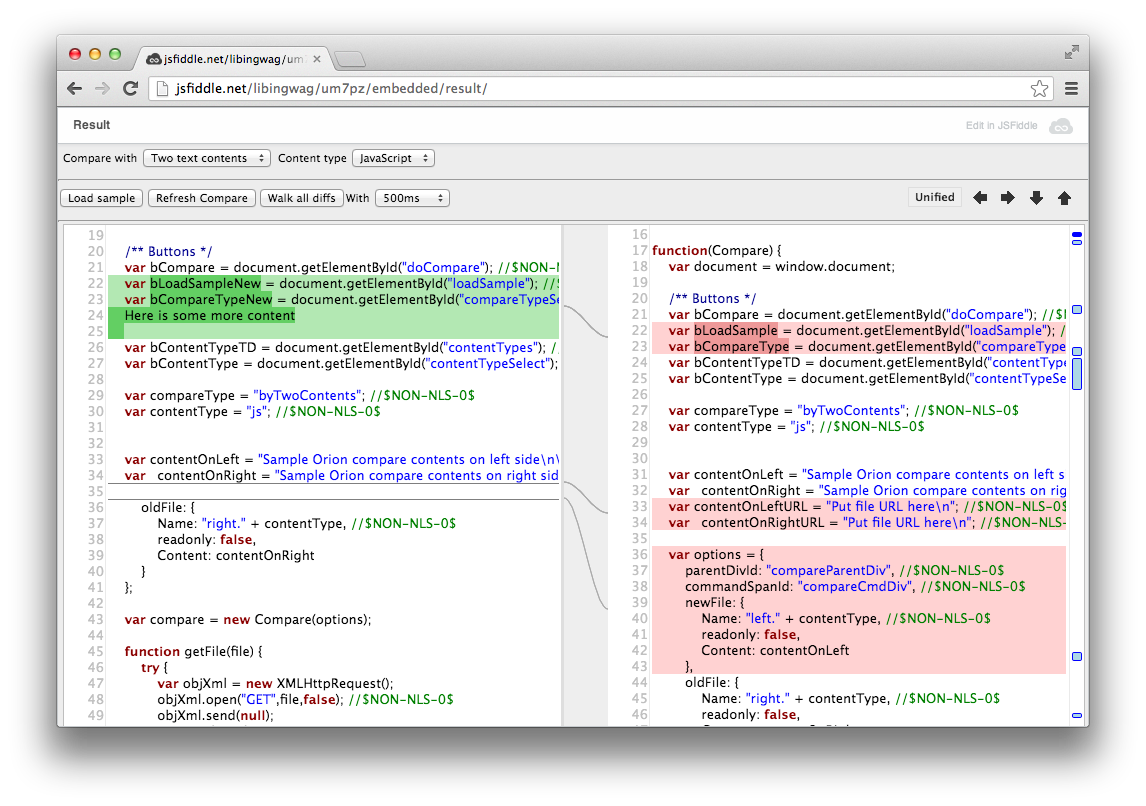 jsfiddle.net/libingwag/um
jsfiddle.net/libingwag/um7pz/embedded/result/
Result
Edit in JSFiddle
Compare with Two text contents Content type JavaScript
Load sample Refresh Compare Walk all diffs With 500ms Unified
19
20 /** Buttons */
21 var bCompare = document.getElementById("doCompare"); //$NON-
22 var bLoadSampleNew = document.getElementById("loadSample"); //
23 var bCompareTypeNew = document.getElementById("compareTypeSe
24 Here is some more content
25
26 var bContentTypeTD = document.getElementById("contentTypes"); /
27 var bContentType = document.getElementById("contentTypeSelect");
28
29 var compareType = "byTwoContents"; //$NON-NLS-0$
30 var contentType = "js"; //$NON-NLS-0$
31
32
33 var contentOnLeft = "Sample Orion compare contents on left side\n\
34 var contentOnRight = "Sample Orion compare contents on right sid
35
36 oldFile: {
37 Name: "right." + contentType, //$NON-NLS-0$
38 readonly: false,
39 Content: contentOnRight
40 }
41 };
42
43 var compare = new Compare(options);
44
45 function getFile(file) {
46 try {
47 var objXml = new XMLHttpRequest();
48 objXml.open("GET",file,false); //$NON-NLS-0$
49 objXml.send(null);
16
17 function(Compare) {
18 var document = window.document;
19
20 /** Buttons */
21 var bCompare = document.getElementById("doCompare"); //$
22 var bLoadSample = document.getElementById("loadSample"); /
23 var bCompareType = document.getElementById("compareType
24 var bContentTypeTD = document.getElementById("contentTyp
25 var bContentType = document.getElementById("contentTypeSe
26
27 var compareType = "byTwoContents"; //$NON-NLS-0$
28 var contentType = "js"; //$NON-NLS-0$
29
30
31 var contentOnLeft = "Sample Orion compare contents on left s
32 var contentOnRight = "Sample Orion compare contents on rig
33 var contentOnLeftURL = "Put file URL here\n"; //$NON-NLS-0$
34 var contentOnRightURL = "Put file URL here\n"; //$NON-NLS-
35
36 var options = {
37 parentDivId: "compareParentDiv", //$NON-NLS-0$
38 commandSpanId: "compareCmdDiv", //$NON-NLS-0$
39 newFile: {
40 Name: "left." + contentType, //$NON-NLS-0$
41 readonly: false,
42 Content: contentOnLeft
43 },
44 oldFile: {
45 Name: "right." + contentType, //$NON-NLS-0$
46 readonly: false,